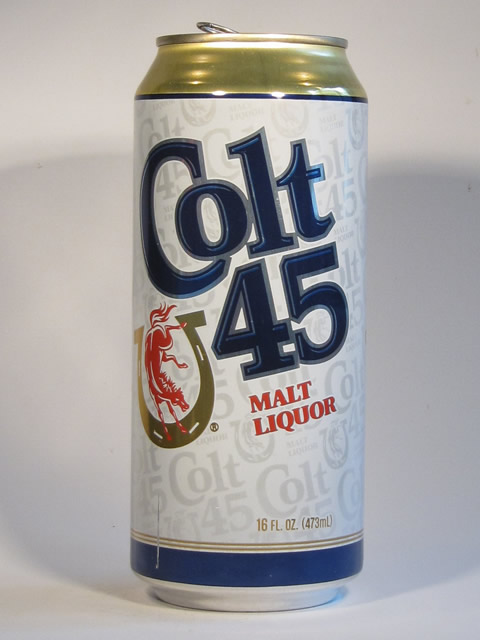 Colt
45
MALT
LIQUOR
®
16 FL. OZ. (473mL)